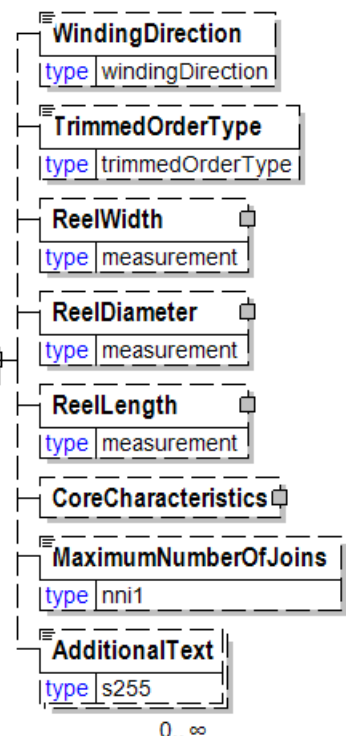 WindingDirection
type windingDirection
TrimmedOrderType
type trimmedOrderType
ReelWidth
type measurement
ReelDiameter
type measurement
ReelLength
type measurement
CoreCharacteristics
MaximumNumberOfJoins
type nni1
AdditionalText
type s255
0 ∞